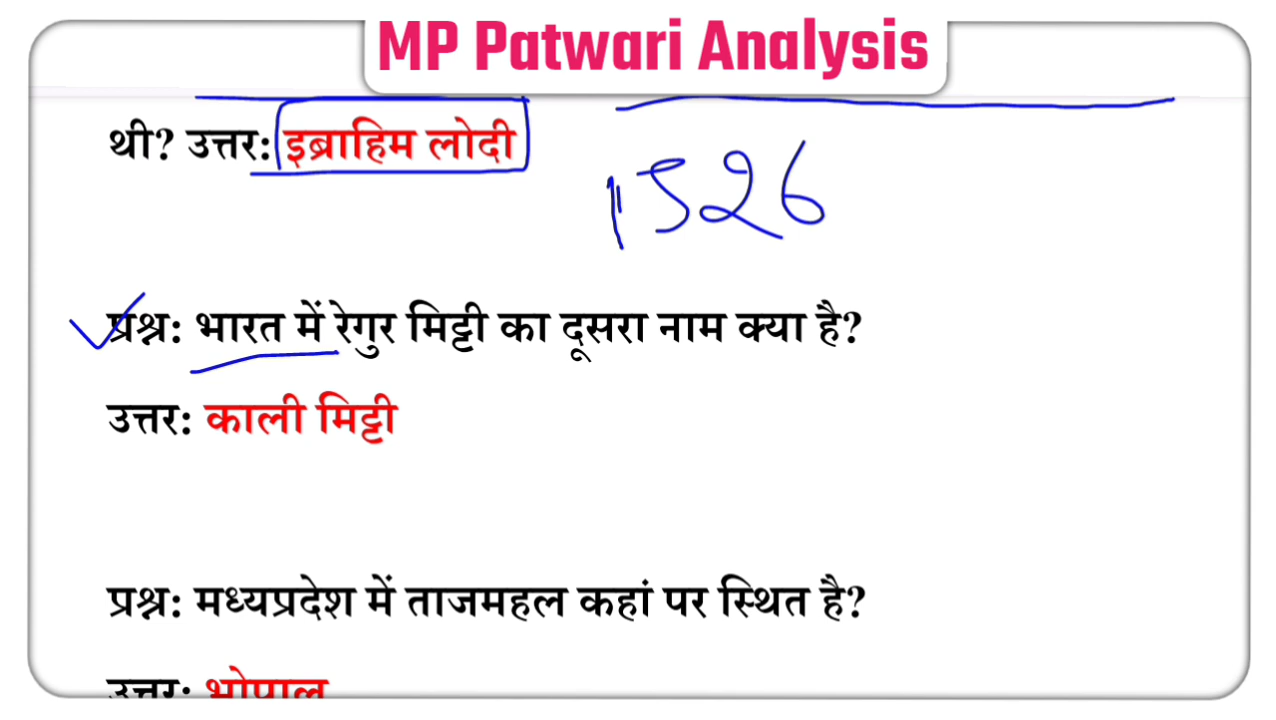 MP Patwari Analysis
थी? उत्तर: इब्राहिम लोदी
1526
प्रश्न: भारत में रेगुर मिट्टी का दूसरा नाम क्या है?
उत्तर: काली मिट्टी
प्रश्न: मध्यप्रदेश में ताजमहल कहां पर स्थित है?
उत्तर: भोपाल